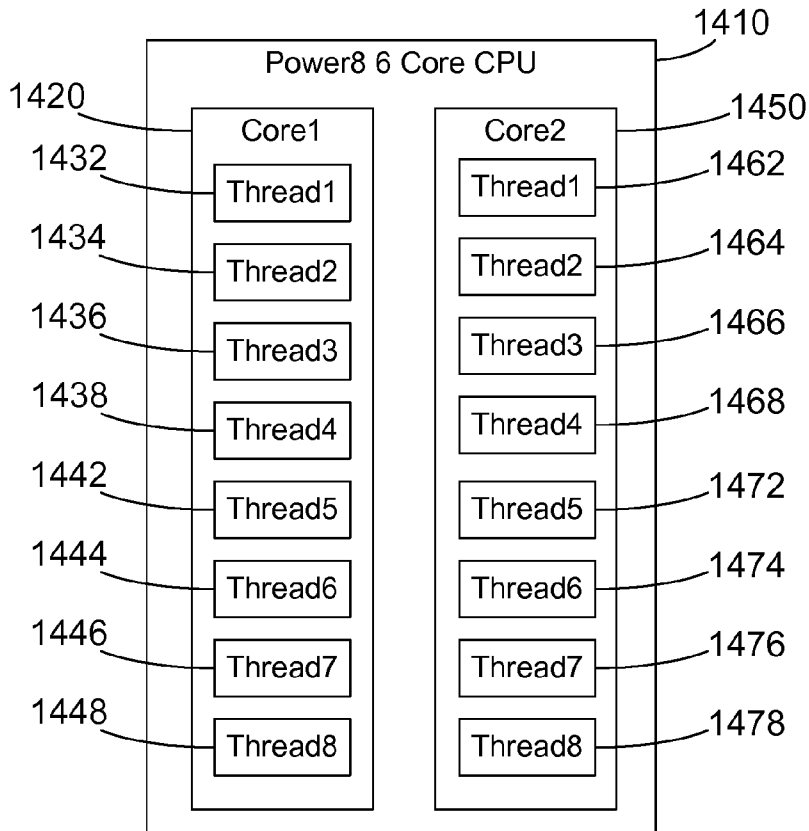 1410
Power8 6 Core CPU
1420
Core1
Core2
1450
1432
Thread1
Thread1
1462
1434
Thread2
Thread2
1464
1436
Thread3
Thread3
1466
1438
Thread4
Thread4
1468
1442
Thread5
Thread5
1472
1444
Thread6
Thread6
1474
1446
Thread7
Thread7
1476
1448
Thread8
Thread8
1478